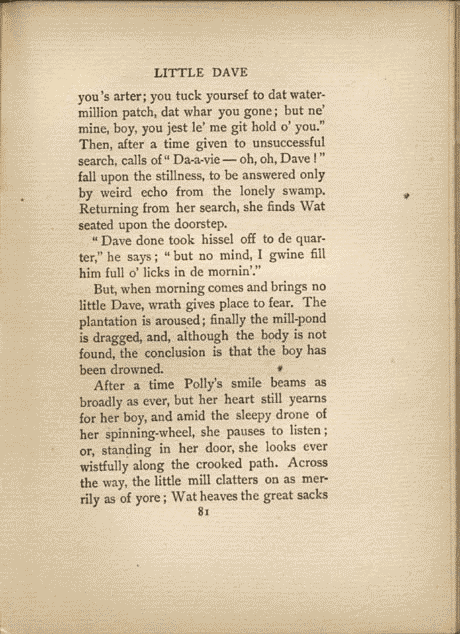 LITTLE DAVE
you's arter; you tuck yoursef to dat water-
million patch, dat whar you gone; but ne'
mine, boy, you jest le' me git hold o' you."
Then, after a time given to unsuccessful
search, calls of " Da-a-vie — oh, oh, Dave ! "
fall upon the stillness, to be answered only
by weird echo from the lonely swamp.
Returning from her search, she finds Wat
seated upon the doorstep.
" Dave done took hissel off to de quar-
ter," he says ; " but no mind, I gwine fill
him full o' licks in de mornin'."
But, when morning comes and brings no
little Dave, wrath gives place to fear. The
plantation is aroused ; finally the mill-pond
is dragged, and, although the body is not
found, the conclusion is that the boy has
been drowned.
After a time Polly's smile beams as
broadly as ever, but her heart still yearns
for her boy, and amid the sleepy drone of
her spinning-wheel, she pauses to listen ;
or, standing in her door, she looks ever
wistfully along the crooked path. Across
the way, the little mill clatters on as mer-
rily as of yore ; Wat heaves the great sacks
81